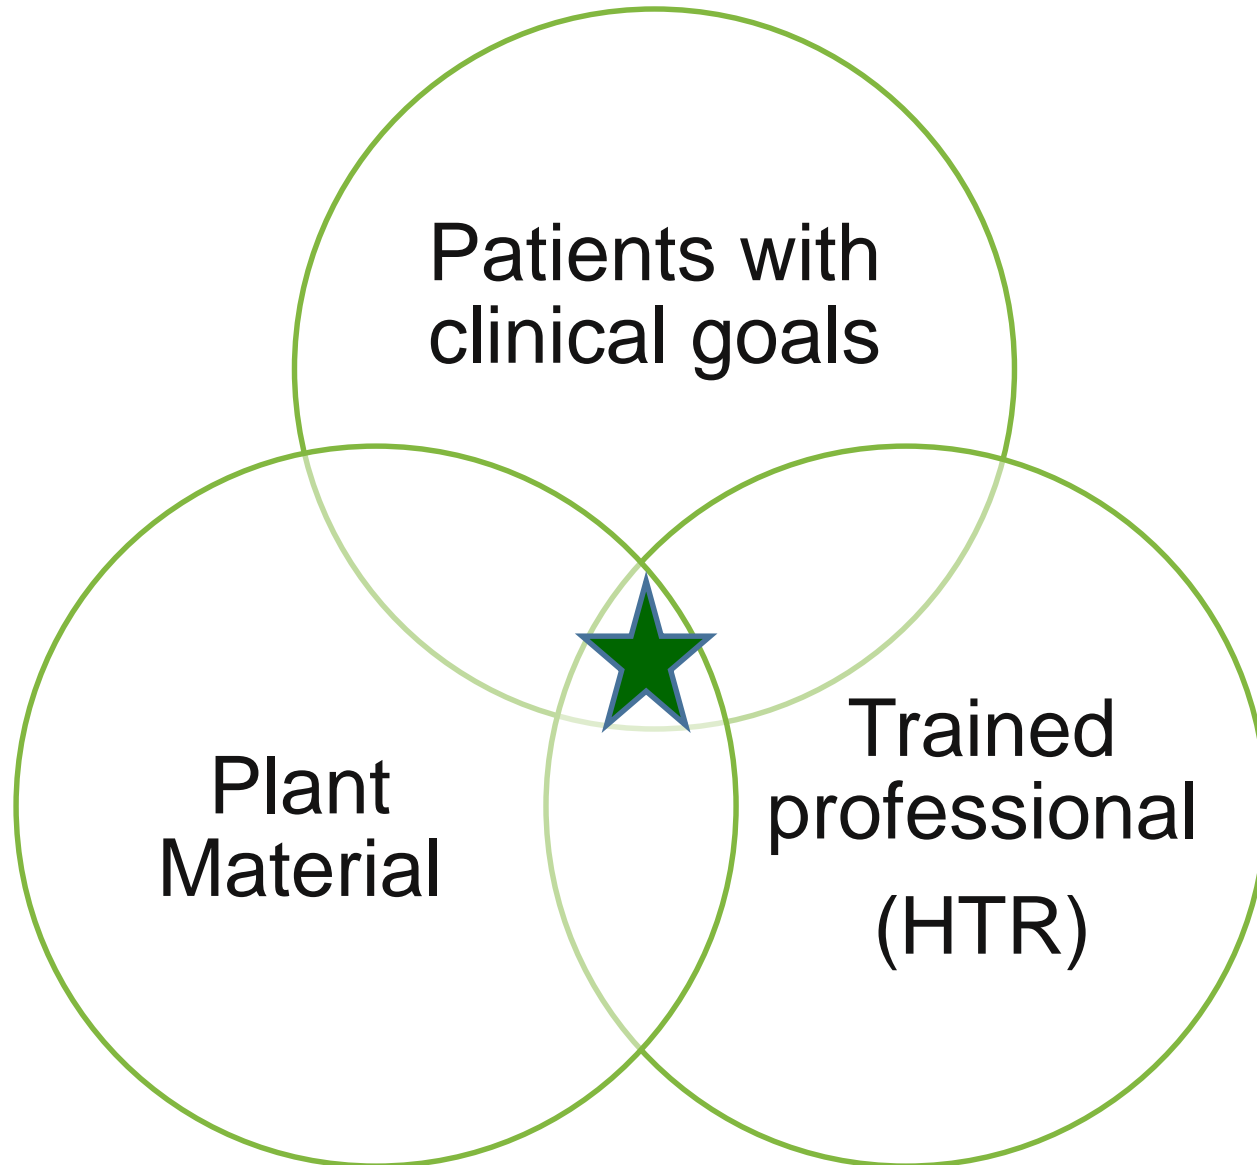 Patients with
clinical goals
Plant
Material
Trained
professional
(HTR)